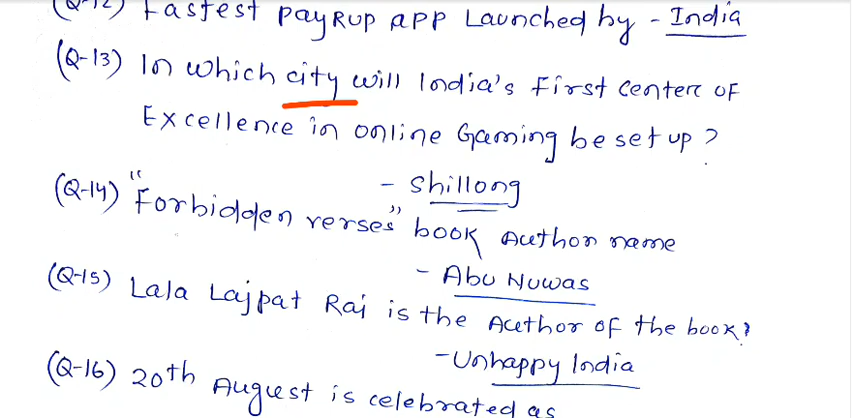 (Q-12) Fastest PayRup app Launched by - India
(Q-13) In which city will India's First Center of
Excellence in online Gaming be set up?
- Shillong
(Q-14) "Forbidden verses" book Author name
- Abu Nuwas
(Q-15) Lala Lajpat Rai is the Author of the book?
- Unhappy India
(Q-16) 20th August is celebrated as